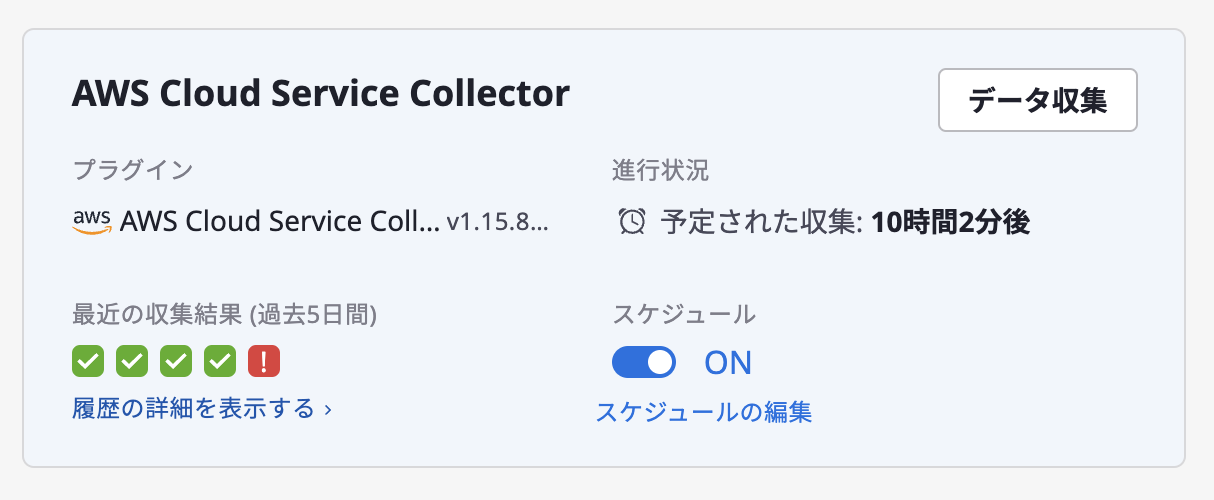 AWS Cloud Service Collector
データ収集
プラグイン
aws AWS Cloud Service Coll... v1.15.8...
進行状況
予定された収集: 10時間2分後
最近の収集結果 (過去5日間)
履歴の詳細を表示する ›
スケジュール
ON
スケジュールの編集